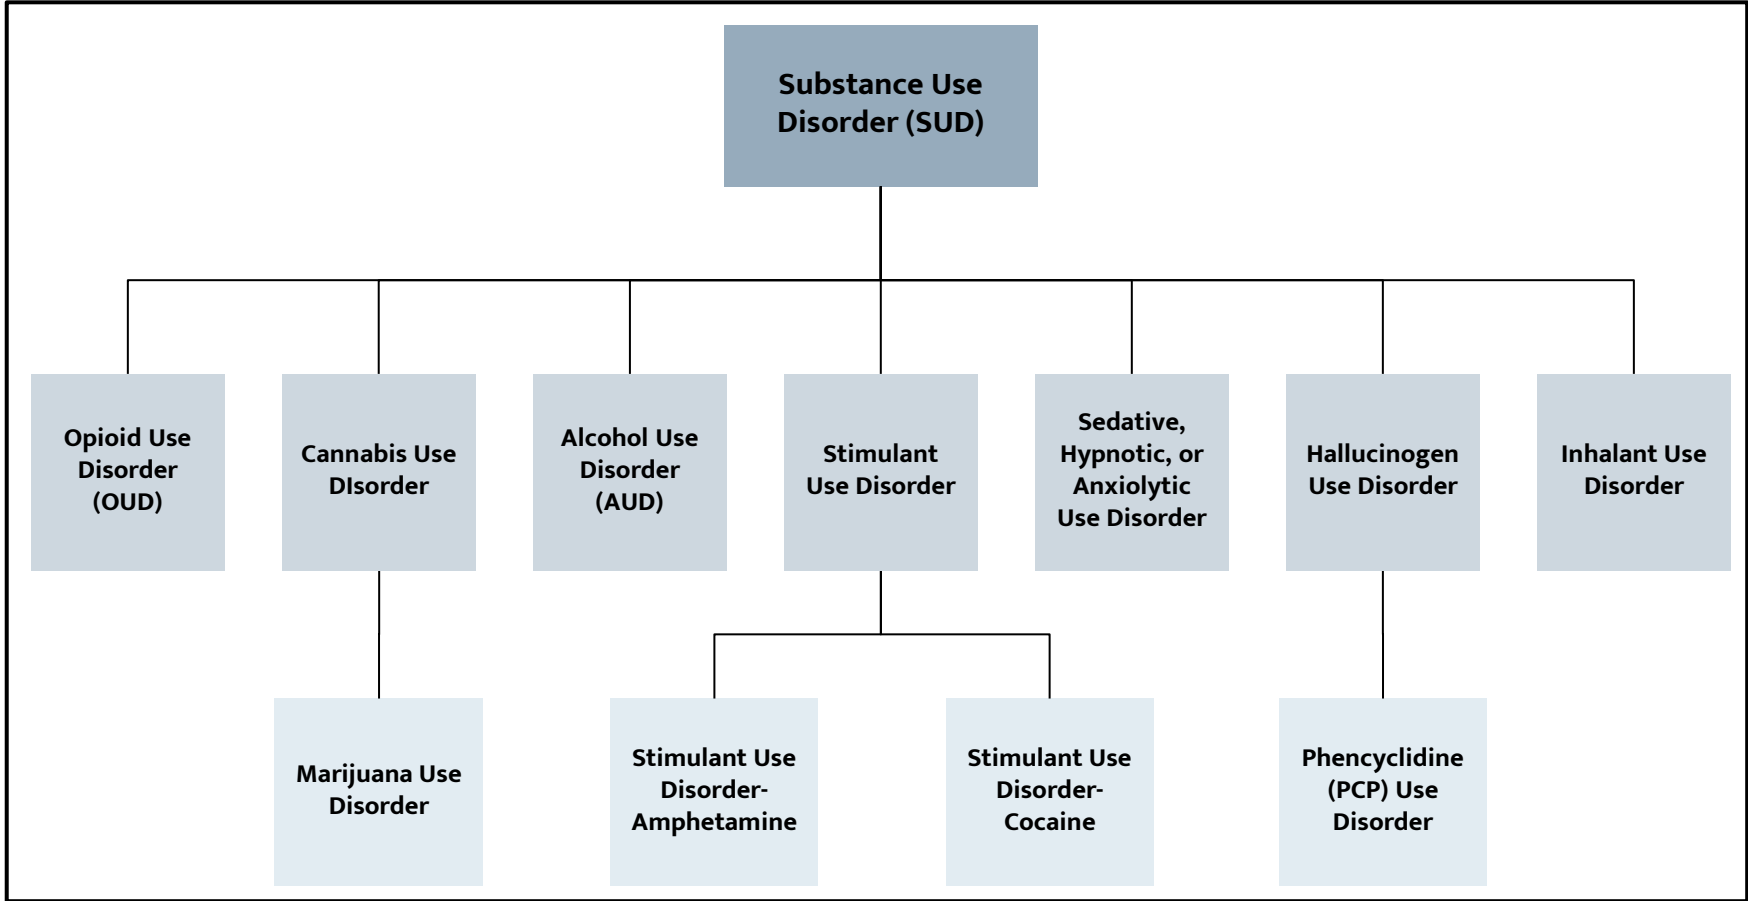 Substance Use
Disorder (SUD)
Opioid Use
Disorder
(OUD)
Cannabis Use
DIsorder
Alcohol Use
Disorder
(AUD)
Stimulant
Use Disorder
Sedative,
Hypnotic, or
Anxiolytic
Use Disorder
Hallucinogen
Use Disorder
Inhalant Use
Disorder
Marijuana Use
Disorder
Stimulant Use
Disorder-
Amphetamine
Stimulant Use
Disorder-
Cocaine
Phencyclidine
(PCP) Use
Disorder